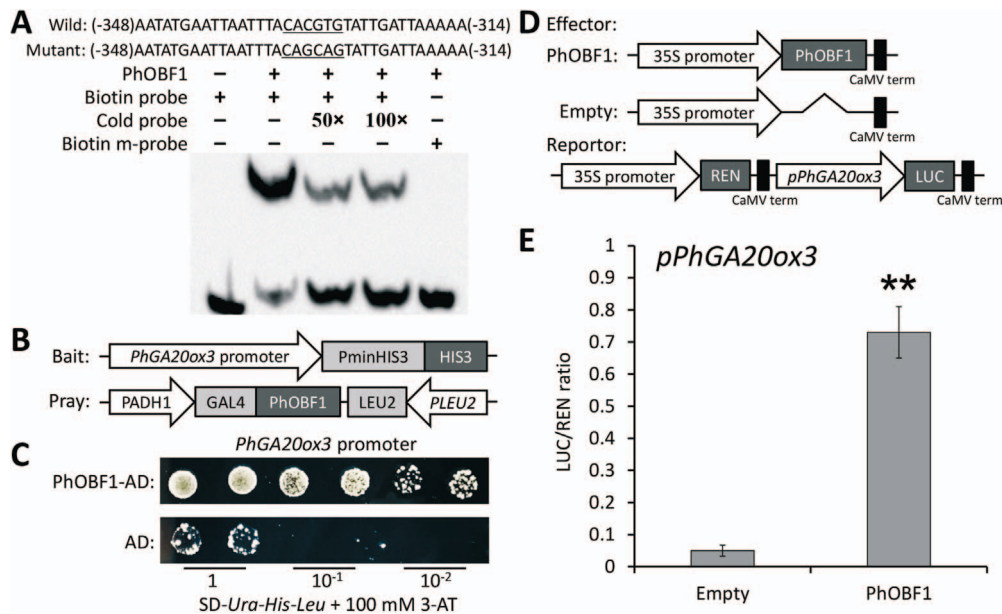 A
Wild: (-348)AATATGAATTAATTTACACGTGTATTGATTAAAAA(-314)
Mutant: (-348)AATATGAATTAATTTACAGCAGTATTGATTAAAAA(-314)
PhOBF1 – + + + +
Biotin probe + + + + –
Cold probe – – 50× 100× –
Biotin m-probe – – – – +
B
Bait: PhGA20ox3 promoter PminHIS3 HIS3
Pray: PADH1 GAL4 PhOBF1 LEU2 PLEU2
C
PhGA20ox3 promoter
PhOBF1-AD:
AD:
1 10-1 10-2
SD-Ura-His-Leu + 100 mM 3-AT
D
Effector:
PhOBF1: 35S promoter PhOBF1
CaMV term
Empty: 35S promoter
CaMV term
Reportor:
35S promoter REN pPhGA20ox3 LUC
CaMV term CaMV term
E
pPhGA20ox3
**
LUC/REN ratio
1
0.9
0.8
0.7
0.6
0.5
0.4
0.3
0.2
0.1
0
Empty PhOBF1